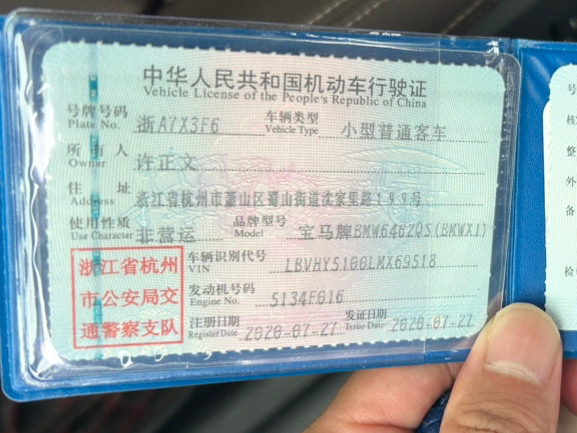 中华人民共和国机动车行驶证
Vehicle License of the People's Republic of China
号牌号码 浙A7X3F6 车辆类型 小型普通客车
Plate No. Vehicle Type
所有人 许正文
Owner
住址 浙江省杭州市萧山区蜀山街道沈家里路199号
Address
使用性质 非营运 品牌型号 宝马牌BMW6462QS(BMWX1)
Use Character Model
浙江省杭州
市公安局交
通警察支队
车辆识别代号 LBVHY5100LMX69518
VIN
发动机号码 5134F016
Engine No.
注册日期 2020-07-27 发证日期 2020-07-27
Register Date Issue Date
号
核
整
外
备
检